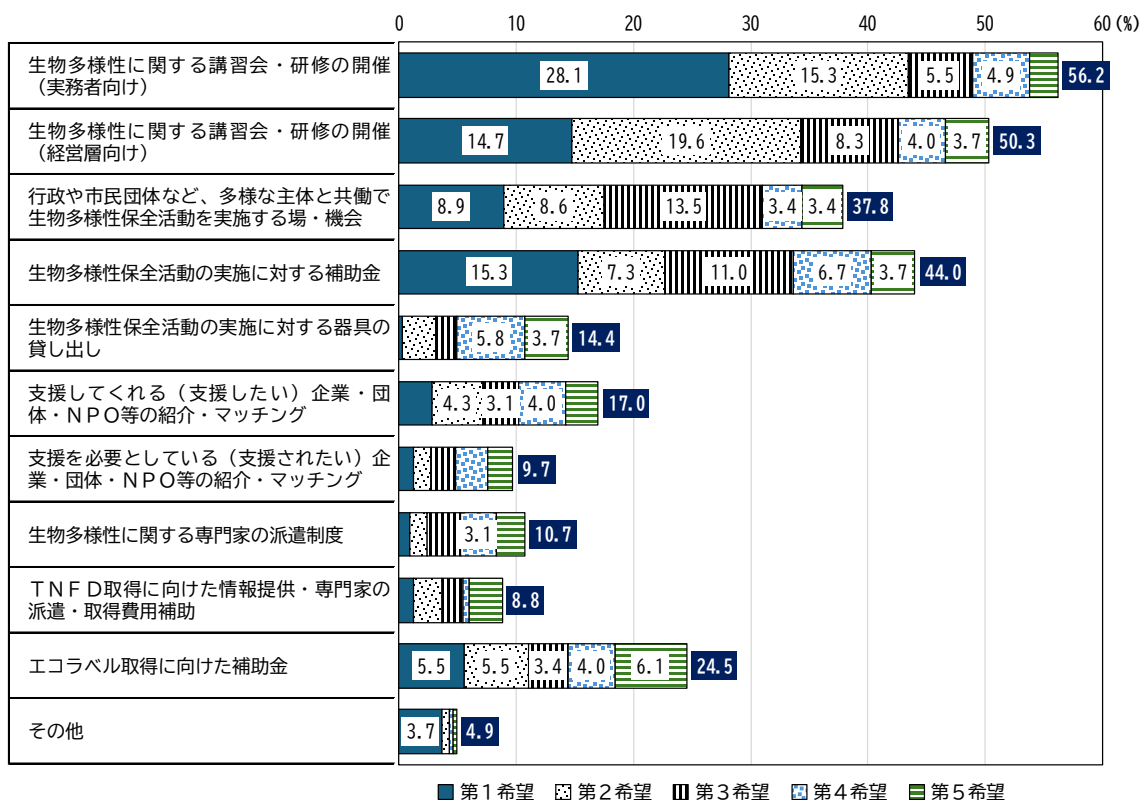 0 10 20 30 40 50 60 (%)
生物多様性に関する講習会・研修の開催
(実務者向け)
28.1 15.3 5.5 4.9 56.2
生物多様性に関する講習会・研修の開催
(経営層向け)
14.7 19.6 8.3 4.0 3.7 50.3
行政や市民団体など、多様な主体と共働で
生物多様性保全活動を実施する場・機会
8.9 8.6 13.5 3.4 3.4 37.8
生物多様性保全活動の実施に対する補助金
15.3 7.3 11.0 6.7 3.7 44.0
生物多様性保全活動の実施に対する器具の
貸し出し
5.8 3.7 14.4
支援してくれる(支援したい)企業・団
体・NPO等の紹介・マッチング
4.3 3.1 4.0 17.0
支援を必要としている(支援されたい)企
業・団体・NPO等の紹介・マッチング
9.7
生物多様性に関する専門家の派遣制度
3.1 10.7
TNFD取得に向けた情報提供・専門家の
派遣・取得費用補助
8.8
エコラベル取得に向けた補助金
5.5 5.5 3.4 4.0 6.1 24.5
その他
3.7 4.9
第1希望 第2希望 第3希望 第4希望 第5希望